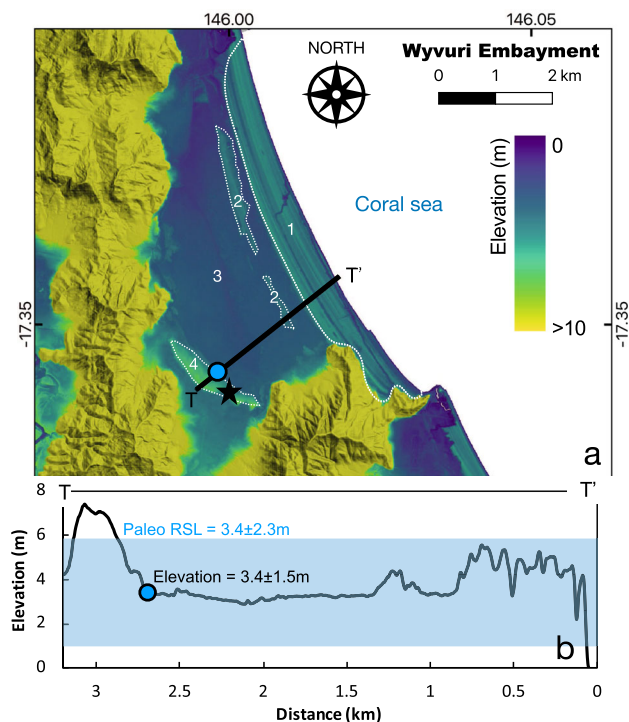 146.00 146.05
NORTH
Wyvuri Embayment
0 1 2 km
0
Elevation (m)
>10
Coral sea
2
1
3
T'
2
-17.35 -17.35
4
T
a
8 T T'
Paleo RSL = 3.4±2.3m
6
Elevation = 3.4±1.5m
4
2
0
Elevation (m)
b
3 2.5 2 1.5 1 0.5 0
Distance (km)